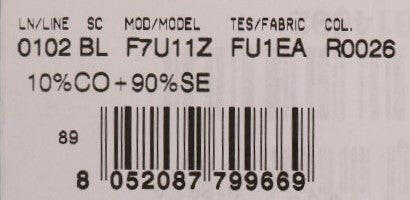 LN/LINE SC MOD/MODEL TES/FABRIC COL.
0102 BL F7U11Z FU1EA R0026
10%CO+90%SE
89
8 052087 799669